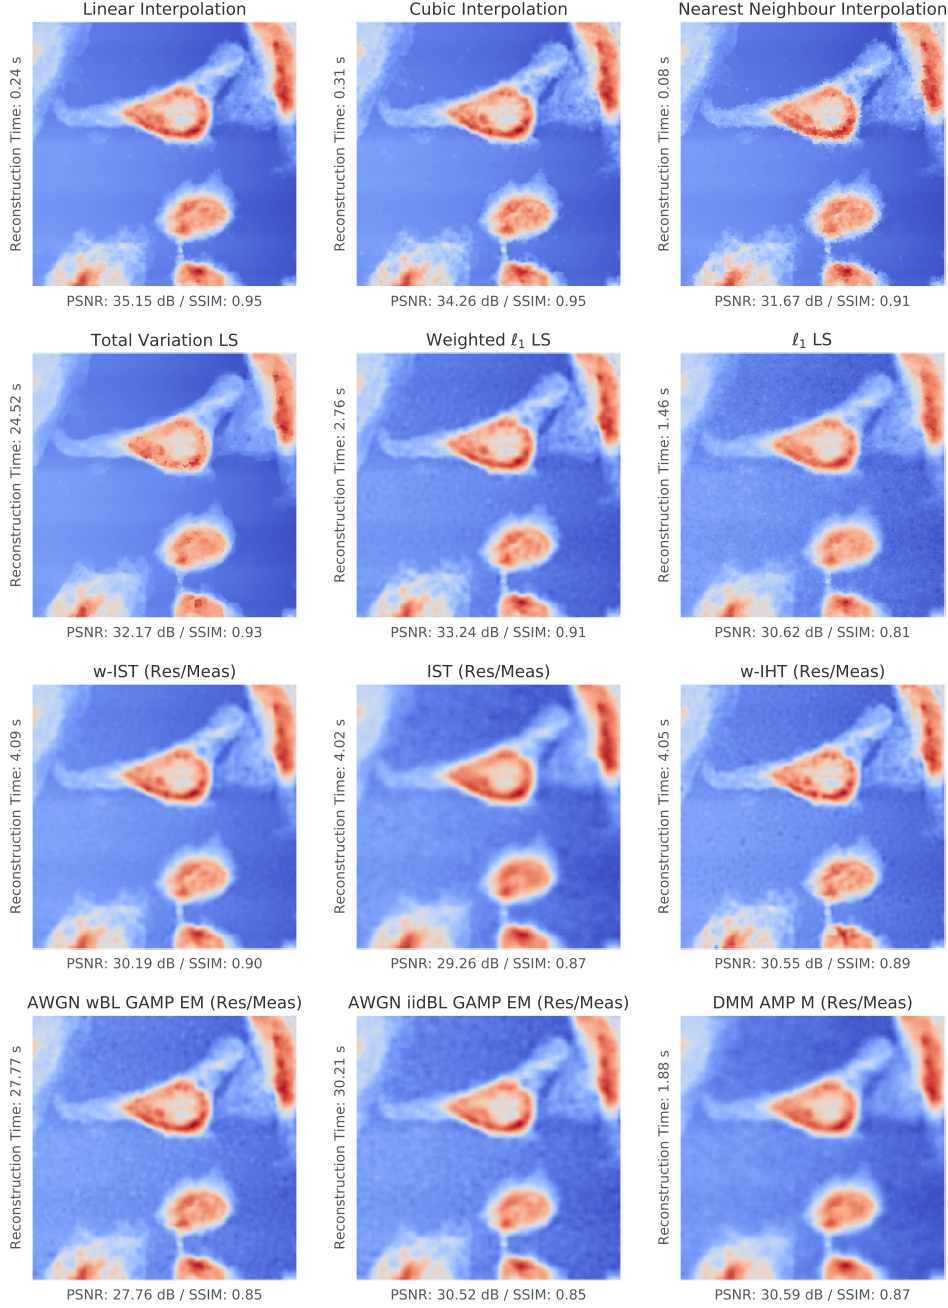 Linear Interpolation
Cubic Interpolation
Nearest Neighbour Interpolation
Reconstruction Time: 0.24 s
Reconstruction Time: 0.31 s
Reconstruction Time: 0.08 s
PSNR: 35.15 dB / SSIM: 0.95
PSNR: 34.26 dB / SSIM: 0.95
PSNR: 31.67 dB / SSIM: 0.91
Total Variation LS
Weighted ℓ₁ LS
ℓ₁ LS
Reconstruction Time: 24.52 s
Reconstruction Time: 2.76 s
Reconstruction Time: 1.46 s
PSNR: 32.17 dB / SSIM: 0.93
PSNR: 33.24 dB / SSIM: 0.91
PSNR: 30.62 dB / SSIM: 0.81
w-IST (Res/Meas)
IST (Res/Meas)
w-IHT (Res/Meas)
Reconstruction Time: 4.09 s
Reconstruction Time: 4.02 s
Reconstruction Time: 4.05 s
PSNR: 30.19 dB / SSIM: 0.90
PSNR: 29.26 dB / SSIM: 0.87
PSNR: 30.55 dB / SSIM: 0.89
AWGN wBL GAMP EM (Res/Meas)
AWGN iidBL GAMP EM (Res/Meas)
DMM AMP M (Res/Meas)
Reconstruction Time: 27.77 s
Reconstruction Time: 30.21 s
Reconstruction Time: 1.88 s
PSNR: 27.76 dB / SSIM: 0.85
PSNR: 30.52 dB / SSIM: 0.85
PSNR: 30.59 dB / SSIM: 0.87